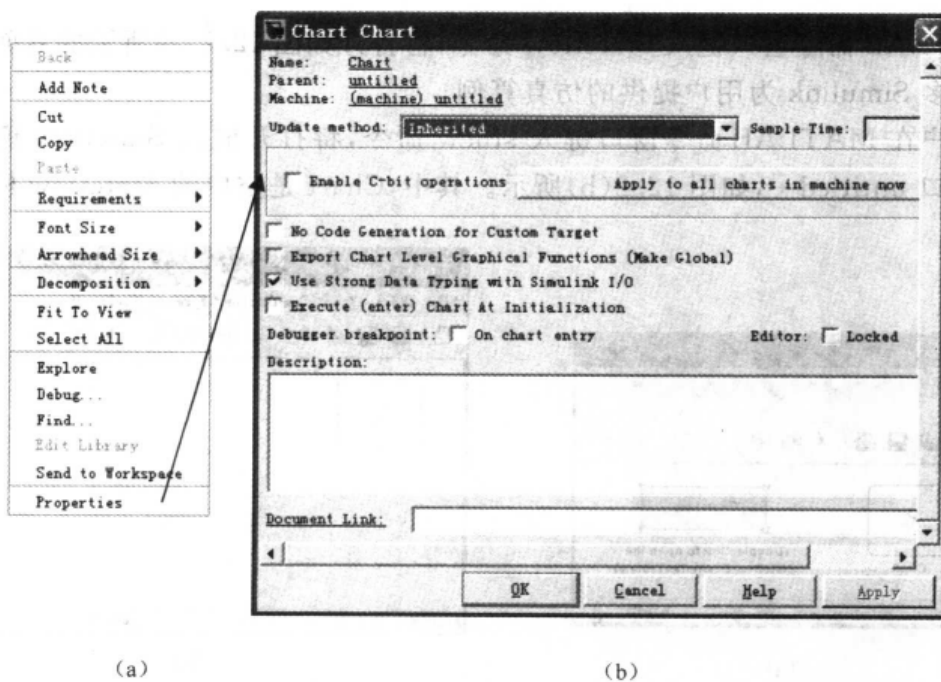 Back
Add Note
Cut
Copy
Paste
Requirements
Font Size
Arrowhead Size
Decomposition
Fit To View
Select All
Explore
Debug...
Find...
Edit Library
Send to Workspace
Properties
(a)
Chart Chart
Name: Chart
Parent: untitled
Machine: (machine) untitled
Update method: Inherited Sample Time:
Enable C-bit operations Apply to all charts in machine now
No Code Generation for Custom Target
Export Chart Level Graphical Functions (Make Global)
Use Strong Data Typing with Simulink I/O
Execute (enter) Chart At Initialization
Debugger breakpoint: On chart entry Editor: Locked
Description:
Document Link:
OK Cancel Help Apply
(b)